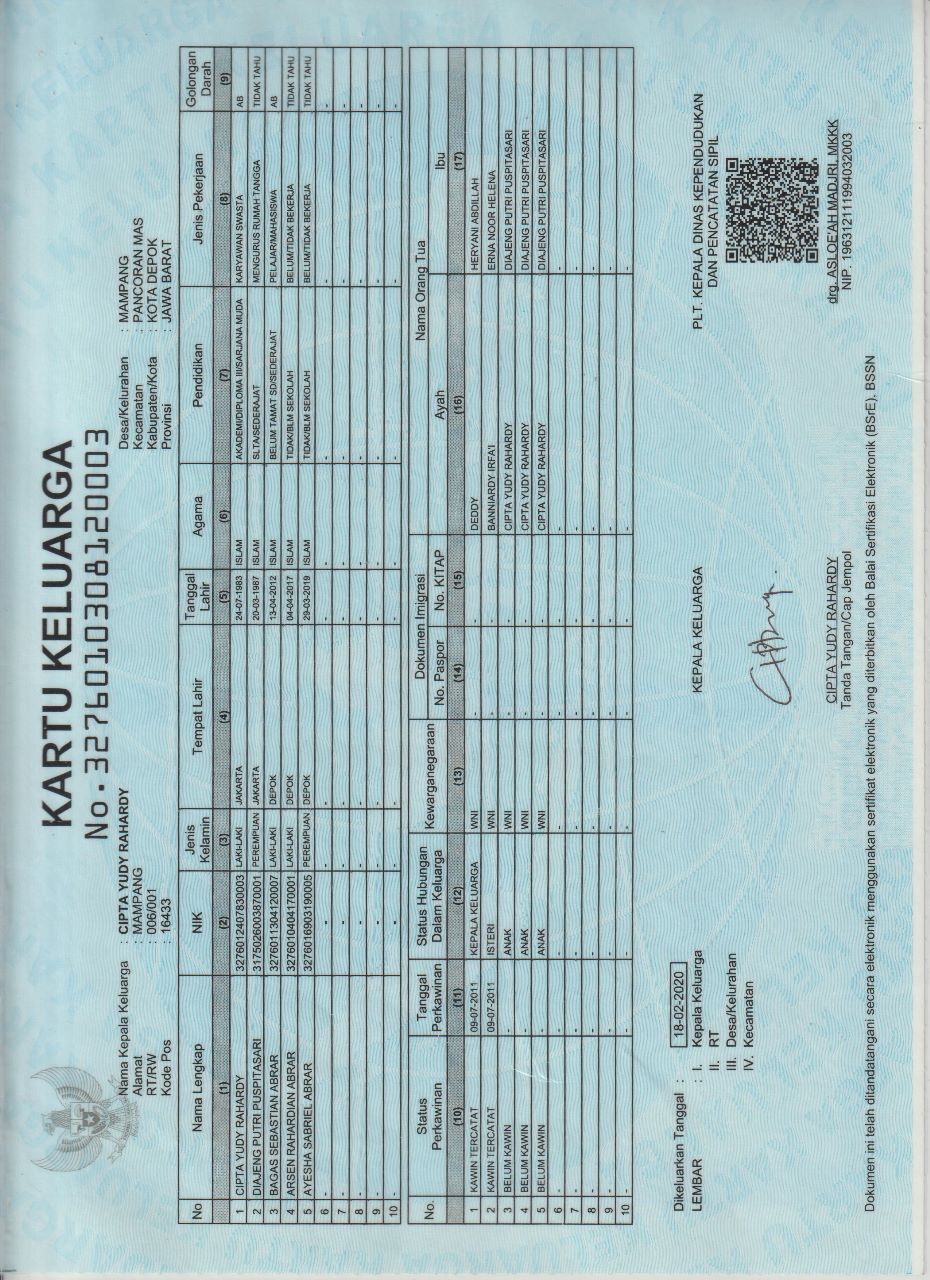 KARTU KELUARGA
No. 3276010308120003
Nama Kepala Keluarga : CIPTA YUDY RAHARDY
Alamat : MAMPANG
RT/RW : 006/001
Kode Pos : 16433
Desa/Kelurahan : MAMPANG
Kecamatan : PANCORAN MAS
Kabupaten/Kota : KOTA DEPOK
Provinsi : JAWA BARAT
No Nama Lengkap NIK Jenis Kelamin Tempat Lahir Tanggal Lahir Agama Pendidikan Jenis Pekerjaan Golongan Darah
(1) (2) (3) (4) (5) (6) (7) (8) (9)
1 CIPTA YUDY RAHARDY 3276012407830003 LAKI-LAKI JAKARTA 24-07-1983 ISLAM AKADEMI/DIPLOMA III/SARJANA MUDA KARYAWAN SWASTA AB
2 DIAJENG PUTRI PUSPITASARI 3175026003870001 PEREMPUAN JAKARTA 20-03-1987 ISLAM SLTA/SEDERAJAT MENGURUS RUMAH TANGGA TIDAK TAHU
3 BAGAS SEBASTIAN ABRAR 3276011304120007 LAKI-LAKI DEPOK 13-04-2012 ISLAM BELUM TAMAT SD/SEDERAJAT PELAJAR/MAHASISWA AB
4 ARSEN RAHARDIAN ABRAR 3276010404170001 LAKI-LAKI DEPOK 04-04-2017 ISLAM TIDAK/BLM SEKOLAH BELUM/TIDAK BEKERJA TIDAK TAHU
5 AYESHA SABRIEL ABRAR 3276016903190005 PEREMPUAN DEPOK 29-03-2019 ISLAM TIDAK/BLM SEKOLAH BELUM/TIDAK BEKERJA TIDAK TAHU
6 - - - - - - - - -
7 - - - - - - - - -
8 - - - - - - - - -
9 - - - - - - - - -
10 - - - - - - - - -
No. Status Perkawinan Tanggal Perkawinan Status Hubungan Dalam Keluarga Kewarganegaraan Dokumen Imigrasi Nama Orang Tua
No. Paspor No. KITAP Ayah Ibu
(10) (11) (12) (13) (14) (15) (16) (17)
1 KAWIN TERCATAT 09-07-2011 KEPALA KELUARGA WNI - - DEDDY HERYANI ABDILLAH
2 KAWIN TERCATAT 09-07-2011 ISTERI WNI - - BANNIARDY IRFA'I ERNA NOOR HELENA
3 BELUM KAWIN - ANAK WNI - - CIPTA YUDY RAHARDY DIAJENG PUTRI PUSPITASARI
4 BELUM KAWIN - ANAK WNI - - CIPTA YUDY RAHARDY DIAJENG PUTRI PUSPITASARI
5 BELUM KAWIN - ANAK WNI - - CIPTA YUDY RAHARDY DIAJENG PUTRI PUSPITASARI
6 - - - - - - - -
7 - - - - - - - -
8 - - - - - - - -
9 - - - - - - - -
10 - - - - - - - -
Dikeluarkan Tanggal : 18-02-2020
LEMBAR : I. Kepala Keluarga
II. RT
III. Desa/Kelurahan
IV. Kecamatan
KEPALA KELUARGA
CIPTA YUDY RAHARDY
Tanda Tangan/Cap Jempol
PLT. KEPALA DINAS KEPENDUDUKAN
DAN PENCATATAN SIPIL
drg. ASLOE'AH MADJRI, MKKK
NIP. 196312111994032003
Dokumen ini telah ditandatangani secara elektronik menggunakan sertifikat elektronik yang diterbitkan oleh Balai Sertifikasi Elektronik (BSrE), BSSN